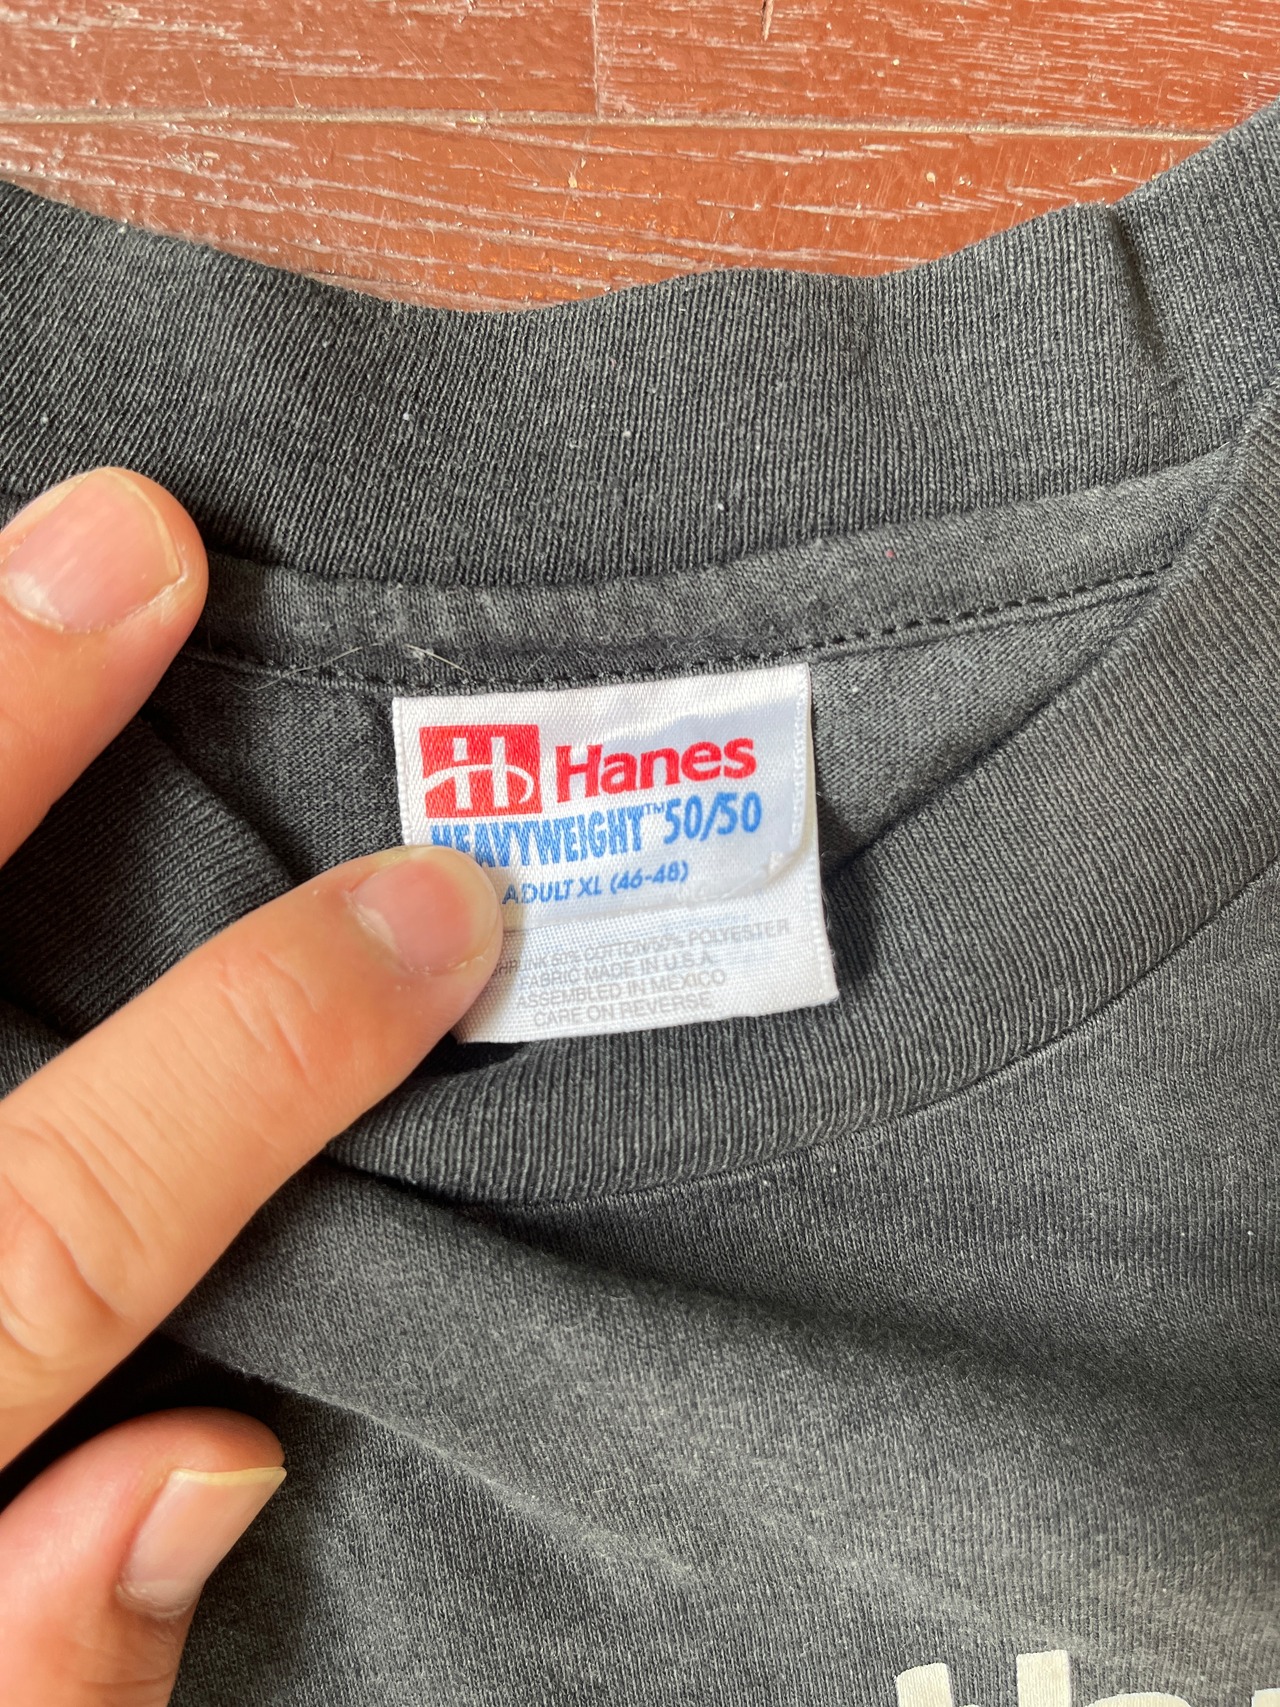 H Hanes
HEAVYWEIGHT™ 50/50
ADULT XL (46-48)
50% COTTON/50% POLYESTER
FABRIC MADE IN U.S.A.
ASSEMBLED IN MEXICO
CARE ON REVERSE